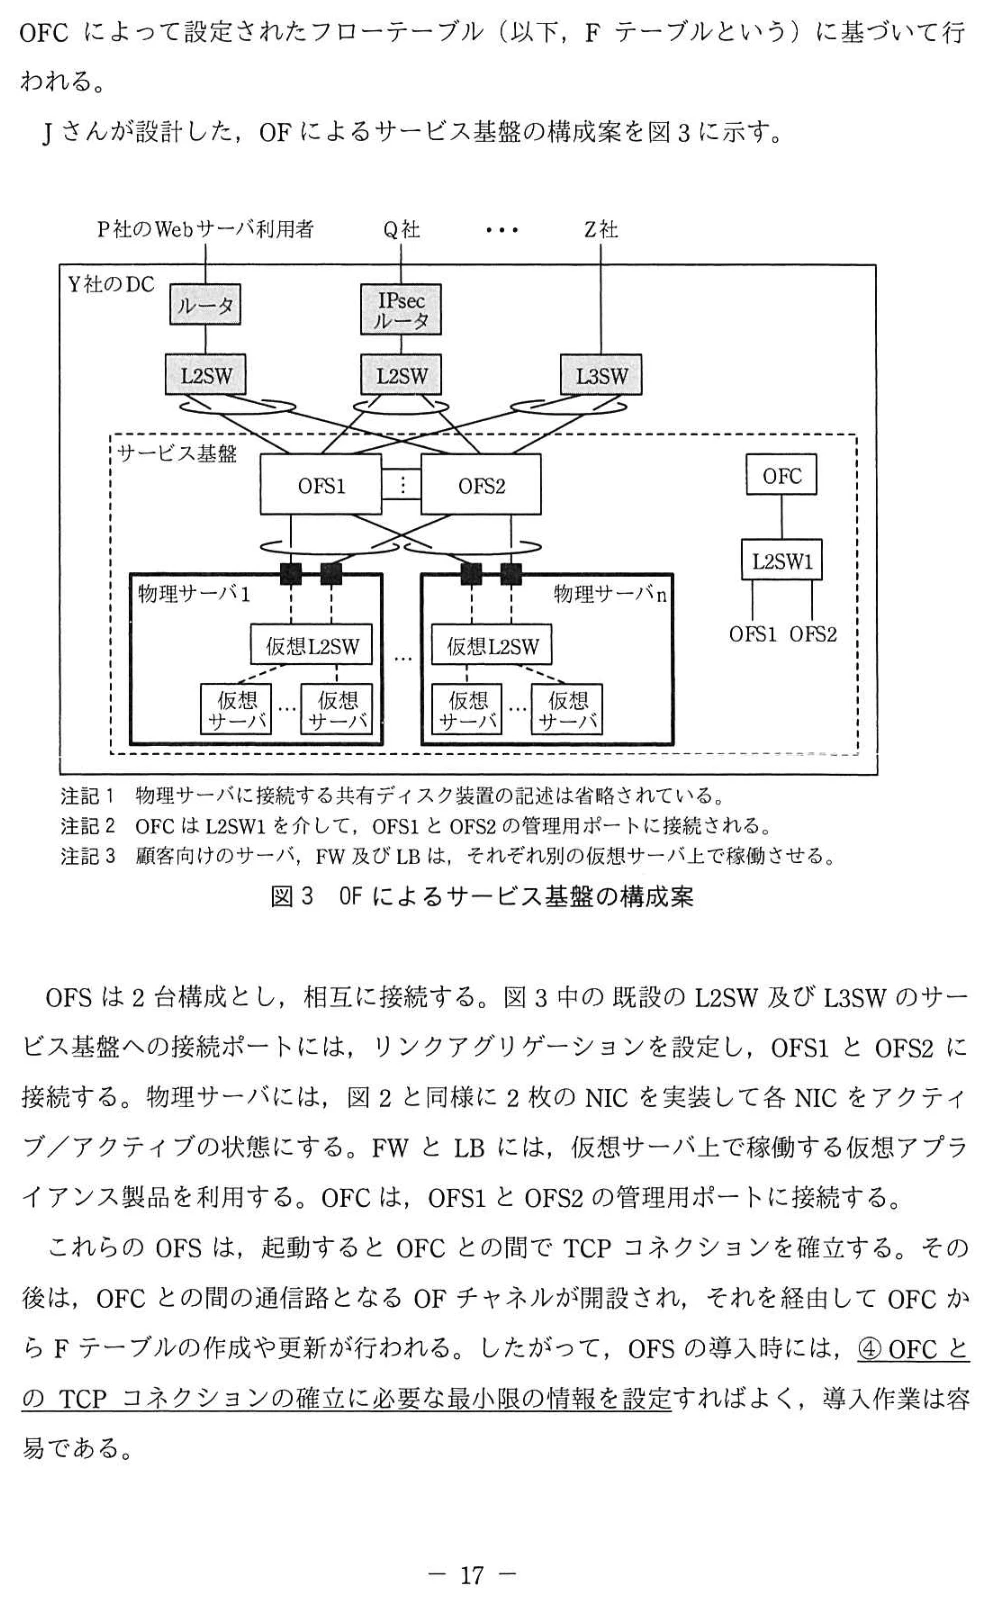 OFC によって設定されたフローテーブル（以下，F テーブルという）に基づいて行
われる。
J さんが設計した，OF によるサービス基盤の構成案を図 3 に示す。
P社のWebサーバ利用者
Q社
･･･
Z社
Y社のDC
ルータ
IPsec
ルータ
L2SW
L2SW
L3SW
サービス基盤
OFS1
⋮
OFS2
OFC
L2SW1
OFS1 OFS2
物理サーバ1
物理サーバn
仮想L2SW
…
仮想L2SW
仮想
サーバ
…
仮想
サーバ
仮想
サーバ
…
仮想
サーバ
注記 1　物理サーバに接続する共有ディスク装置の記述は省略されている。
注記 2　OFC は L2SW1 を介して，OFS1 と OFS2 の管理用ポートに接続される。
注記 3　顧客向けのサーバ，FW 及び LB は，それぞれ別の仮想サーバ上で稼働させる。
図 3　OF によるサービス基盤の構成案
OFS は 2 台構成とし，相互に接続する。図 3 中の 既設の L2SW 及び L3SW のサー
ビス基盤への接続ポートには，リンクアグリゲーションを設定し，OFS1 と OFS2 に
接続する。物理サーバには，図 2 と同様に 2 枚の NIC を実装して各 NIC をアクティ
ブ／アクティブの状態にする。FW と LB には，仮想サーバ上で稼働する仮想アプラ
イアンス製品を利用する。OFC は，OFS1 と OFS2 の管理用ポートに接続する。
これらの OFS は，起動すると OFC との間で TCP コネクションを確立する。その
後は，OFC との間の通信路となる OF チャネルが開設され，それを経由して OFC か
ら F テーブルの作成や更新が行われる。したがって，OFS の導入時には，④ OFC と
の TCP コネクションの確立に必要な最小限の情報を設定すればよく，導入作業は容
易である。
－ 17 －